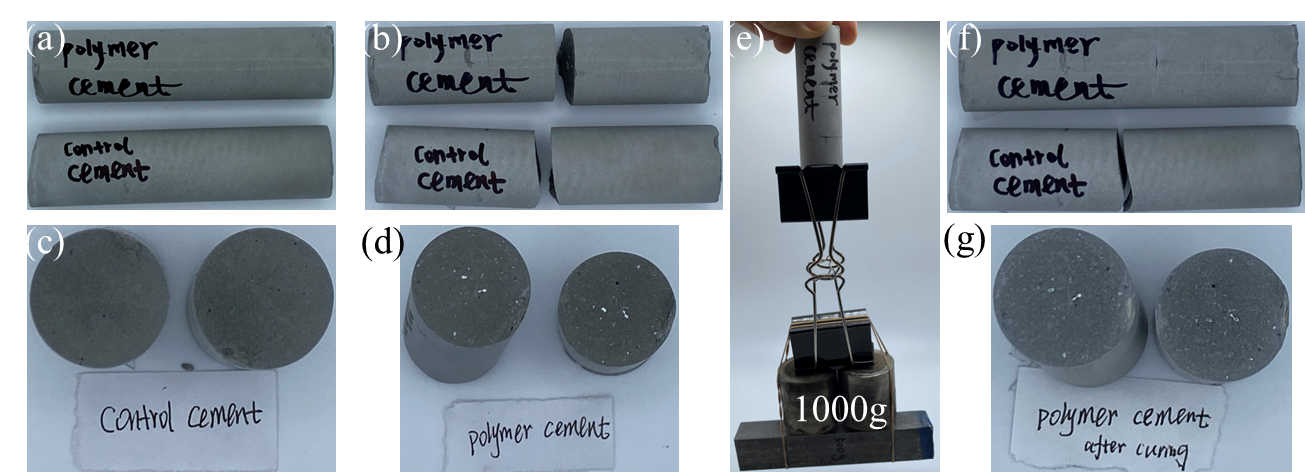 (a)
polymer
cement
control
cement
(b)
polymer
cement
control
cement
(e)
polymer
cement
1000g
(f)
polymer
cement
control
cement
(c)
Control cement
(d)
polymer cement
(g)
polymer cement
after curing